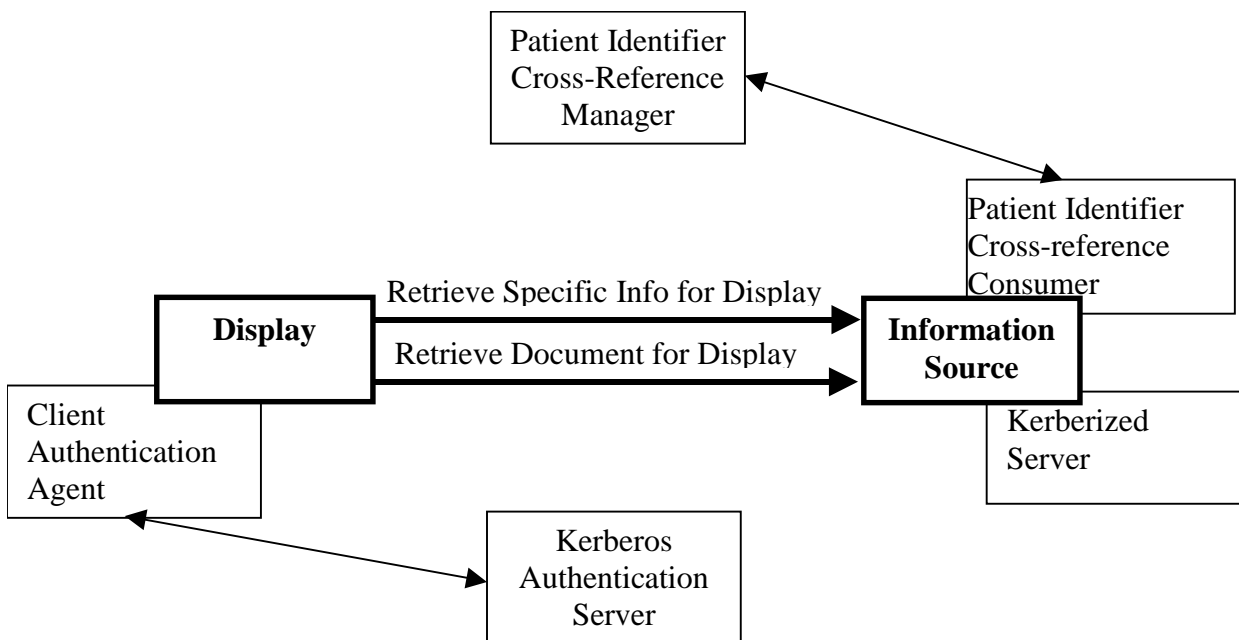 Patient Identifier
Cross-Reference
Manager
Patient Identifier
Cross-reference
Consumer
Retrieve Specific Info for Display
Display
Information
Source
Retrieve Document for Display
Client
Authentication
Agent
Kerberized
Server
Kerberos
Authentication
Server